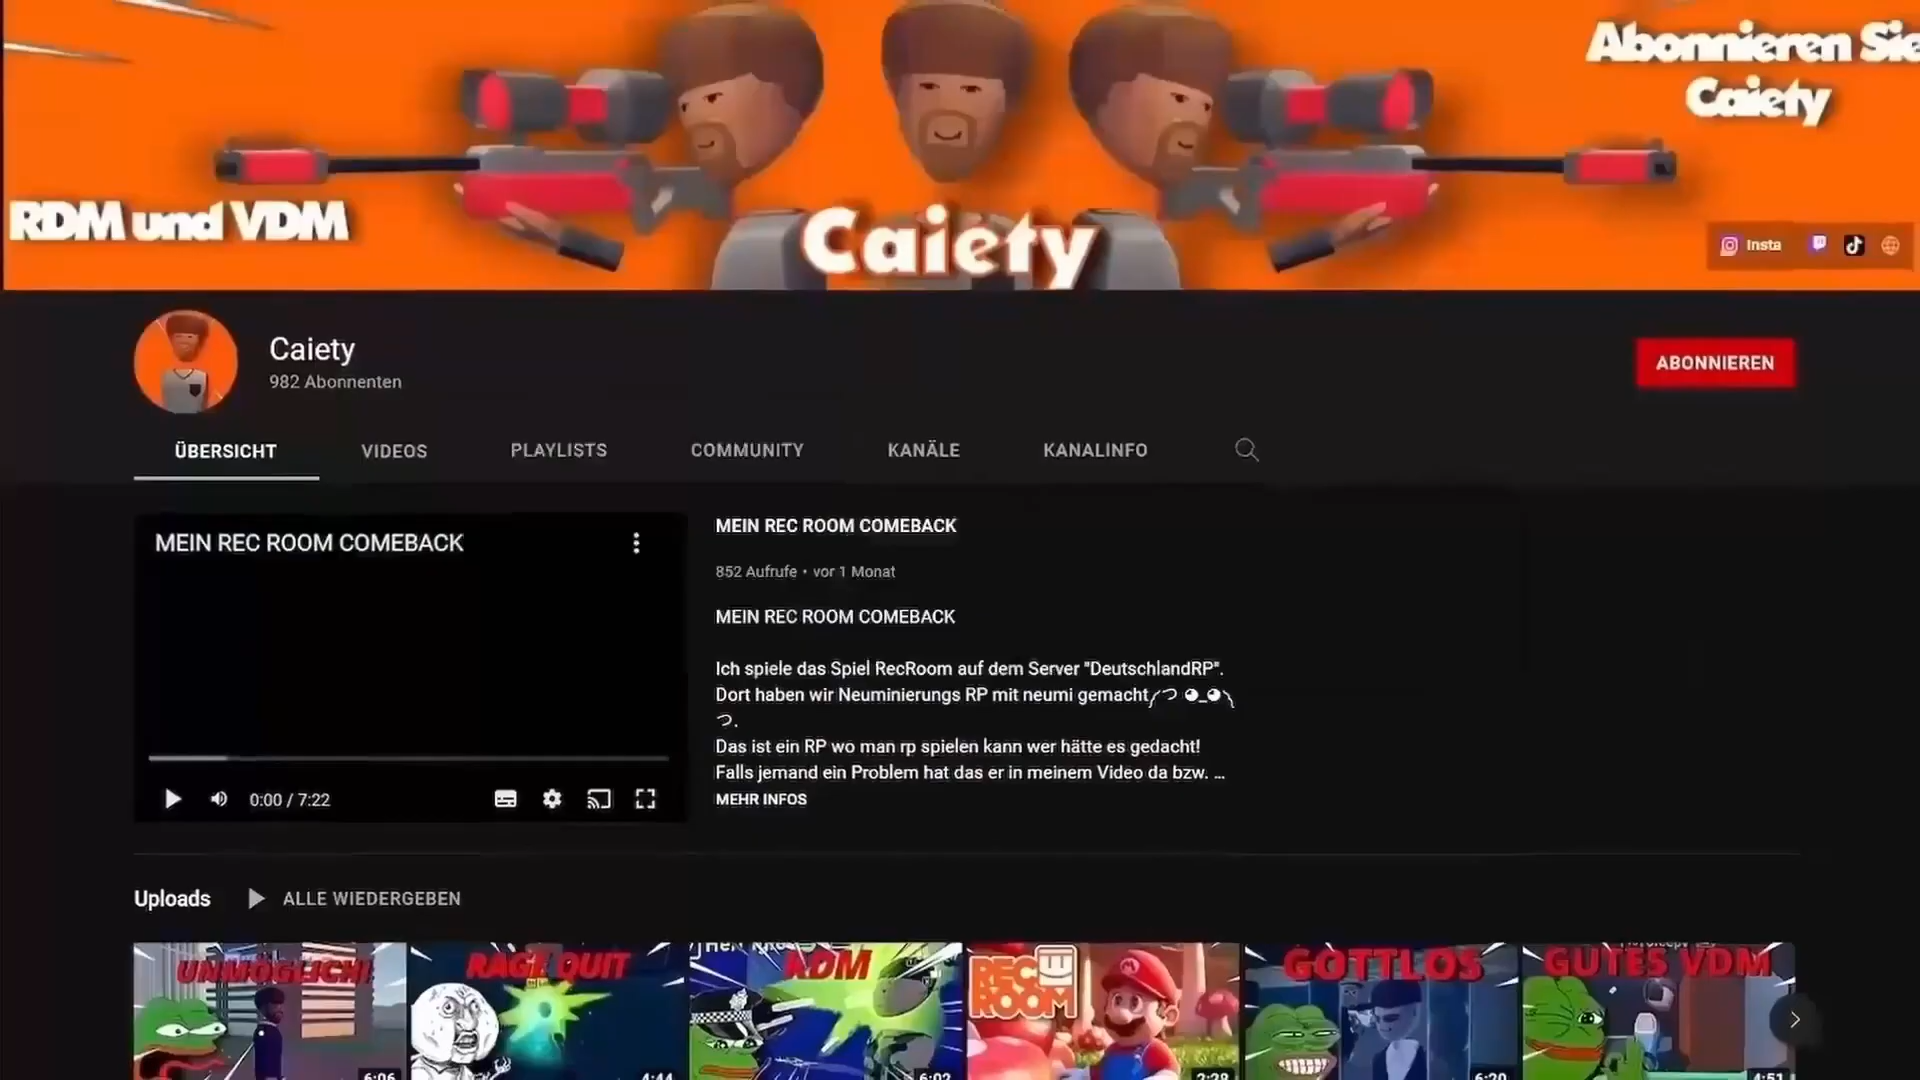 Abonnieren Sie
Caiety
RDM und VDM
Caiety
Insta
Caiety
982 Abonnenten
ABONNIEREN
ÜBERSICHT
VIDEOS
PLAYLISTS
COMMUNITY
KANÄLE
KANALINFO
MEIN REC ROOM COMEBACK
0:00 / 7:22
MEIN REC ROOM COMEBACK
852 Aufrufe • vor 1 Monat
MEIN REC ROOM COMEBACK
Ich spiele das Spiel RecRoom auf dem Server "DeutschlandRP".
Dort haben wir Neuminierungs RP mit neumi gemacht༼つ ◕_◕༽
つ.
Das ist ein RP wo man rp spielen kann wer hätte es gedacht!
Falls jemand ein Problem hat das er in meinem Video da bzw. ...
MEHR INFOS
Uploads
ALLE WIEDERGEBEN
UNMÖGLICH!
6:06
RAGE QUIT
4:44
RDM
6:02
REC
ROOM
2:28
GOTTLOS
6:20
GUTES VDM
4:51